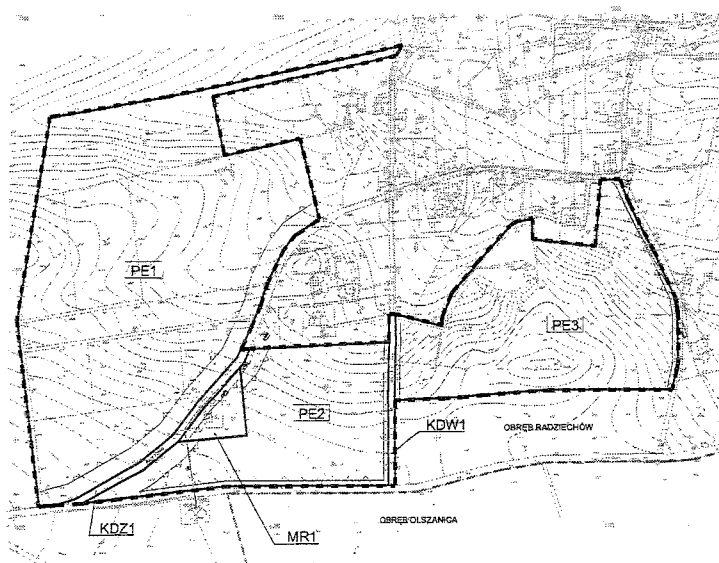 PE1
PE3
PE2
KDW1
OBRĘB RADZIECHÓW
OBRĘB OLSZANICA
KDZ1
MR1